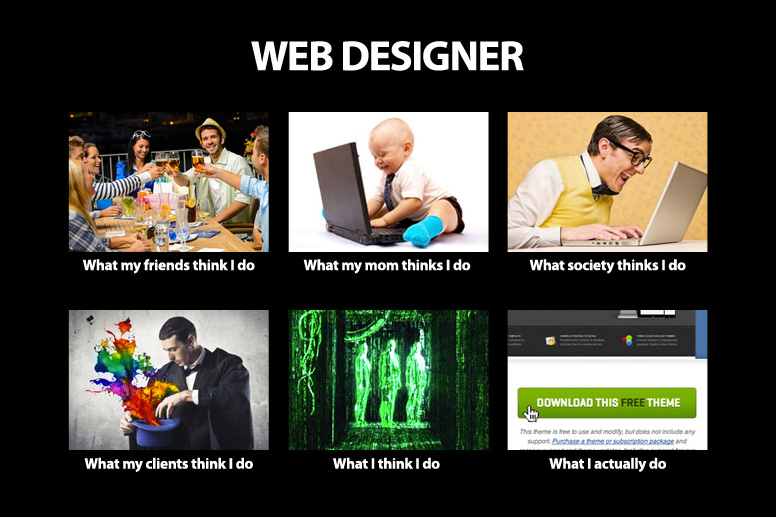 WEB DESIGNER
What my friends think I do
What my mom thinks I do
What society thinks I do
What my clients think I do
What I think I do
DOWNLOAD THIS FREE THEME
This theme is free to use and modify, but does not include any
support. Purchase a theme or subscription package and
What I actually do